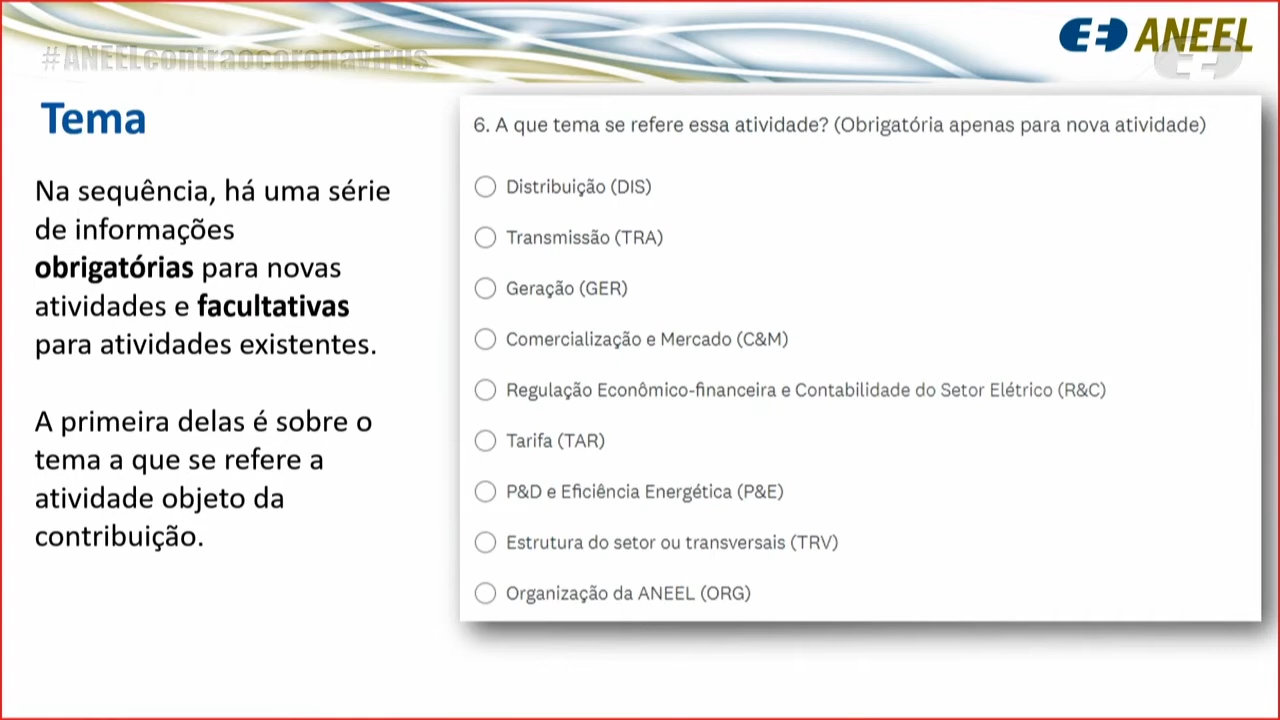 #ANEELcontraocoronavirus
ANEEL
Tema
Na sequência, há uma série
de informações
obrigatórias para novas
atividades e facultativas
para atividades existentes.
A primeira delas é sobre o
tema a que se refere a
atividade objeto da
contribuição.
6. A que tema se refere essa atividade? (Obrigatória apenas para nova atividade)
Distribuição (DIS)
Transmissão (TRA)
Geração (GER)
Comercialização e Mercado (C&M)
Regulação Econômico-financeira e Contabilidade do Setor Elétrico (R&C)
Tarifa (TAR)
P&D e Eficiência Energética (P&E)
Estrutura do setor ou transversais (TRV)
Organização da ANEEL (ORG)